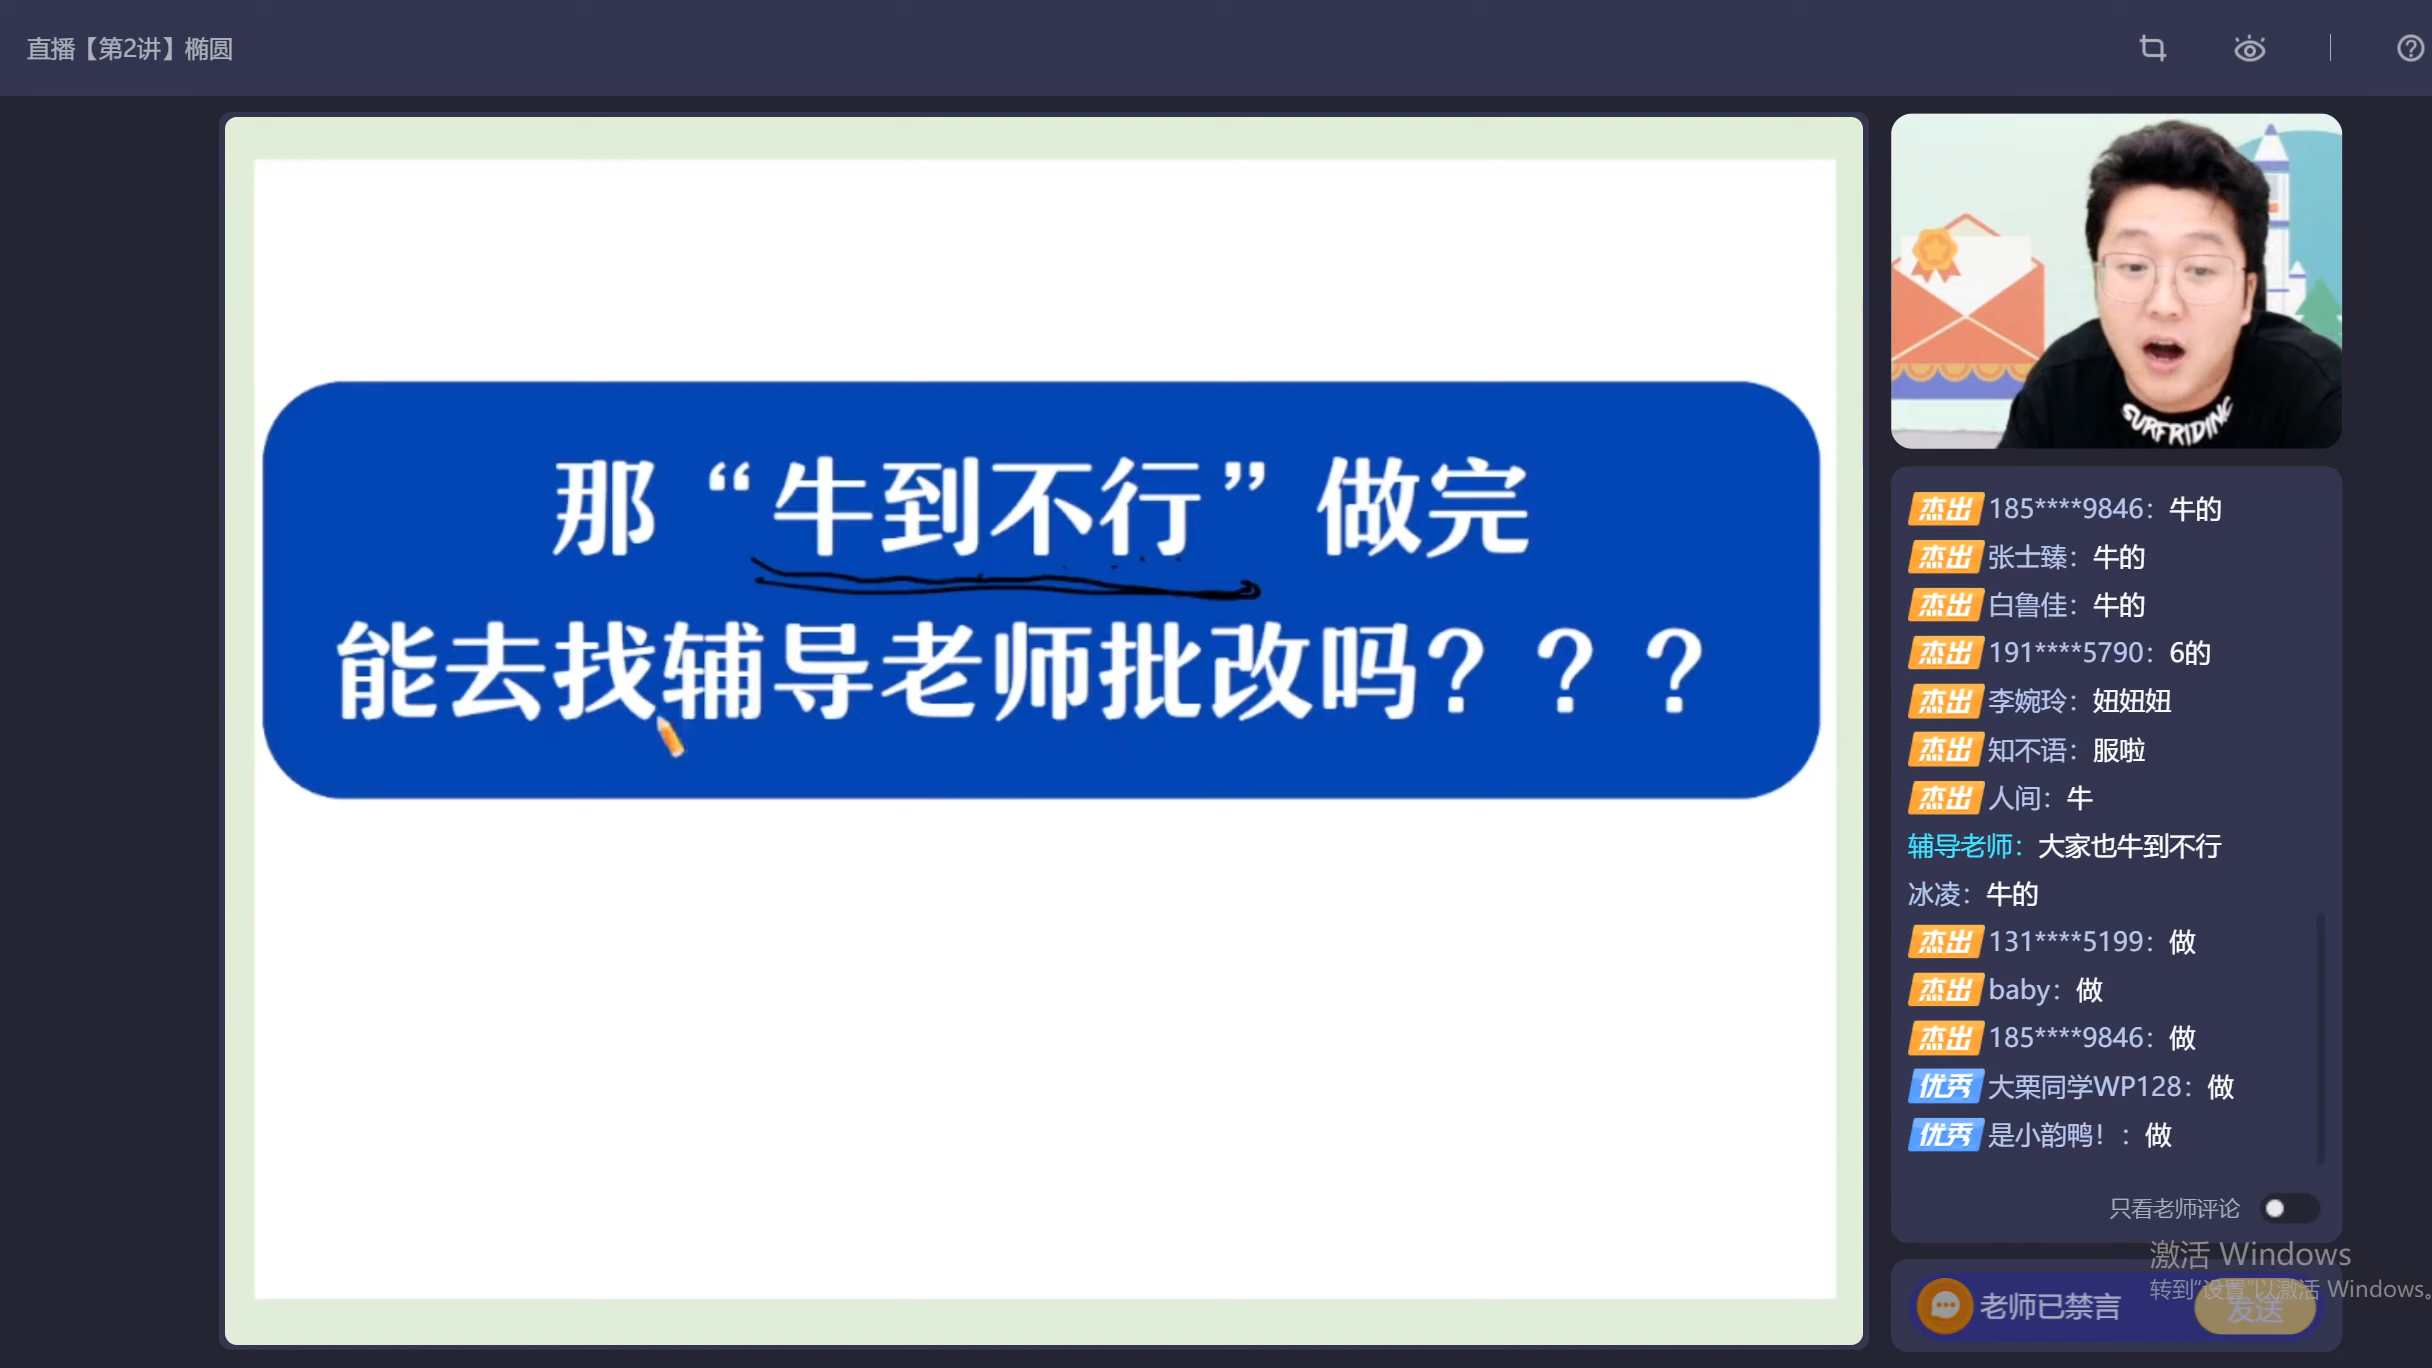 直播【第2讲】椭圆
那“牛到不行”做完
能去找辅导老师批改吗？？？
SURFRIDING
杰出 185****9846：牛的
杰出 张士臻：牛的
杰出 白鲁佳：牛的
杰出 191****5790：6的
杰出 李婉玲：妞妞妞
杰出 知不语：服啦
杰出 人间：牛
辅导老师：大家也牛到不行
冰凌：牛的
杰出 131****5199：做
杰出 baby：做
杰出 185****9846：做
优秀 大栗同学WP128：做
优秀 是小韵鸭！：做
只看老师评论
激活 Windows
转到“设置”以激活 Windows。
老师已禁言
发送